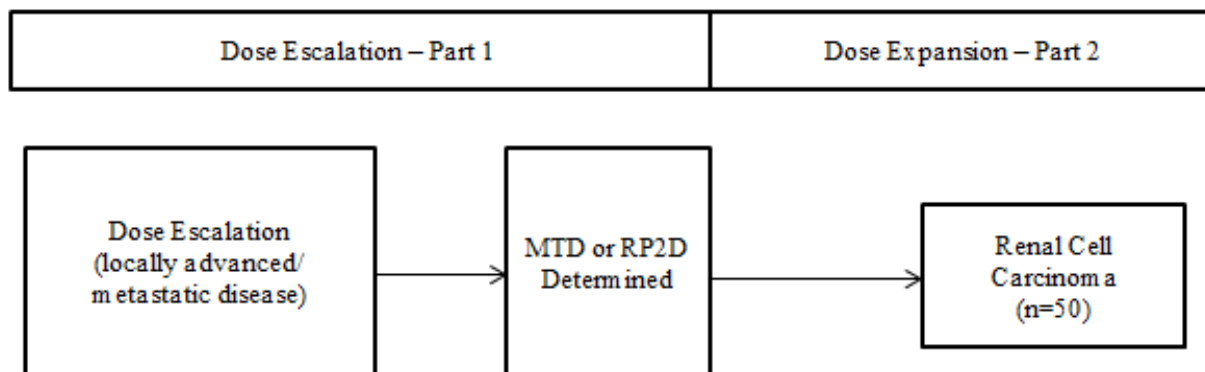 Dose Escalation – Part 1
Dose Expansion – Part 2
Dose Escalation
(locally advanced/
metastatic disease)
MTD or RP2D
Determined
Renal Cell
Carcinoma
(n=50)